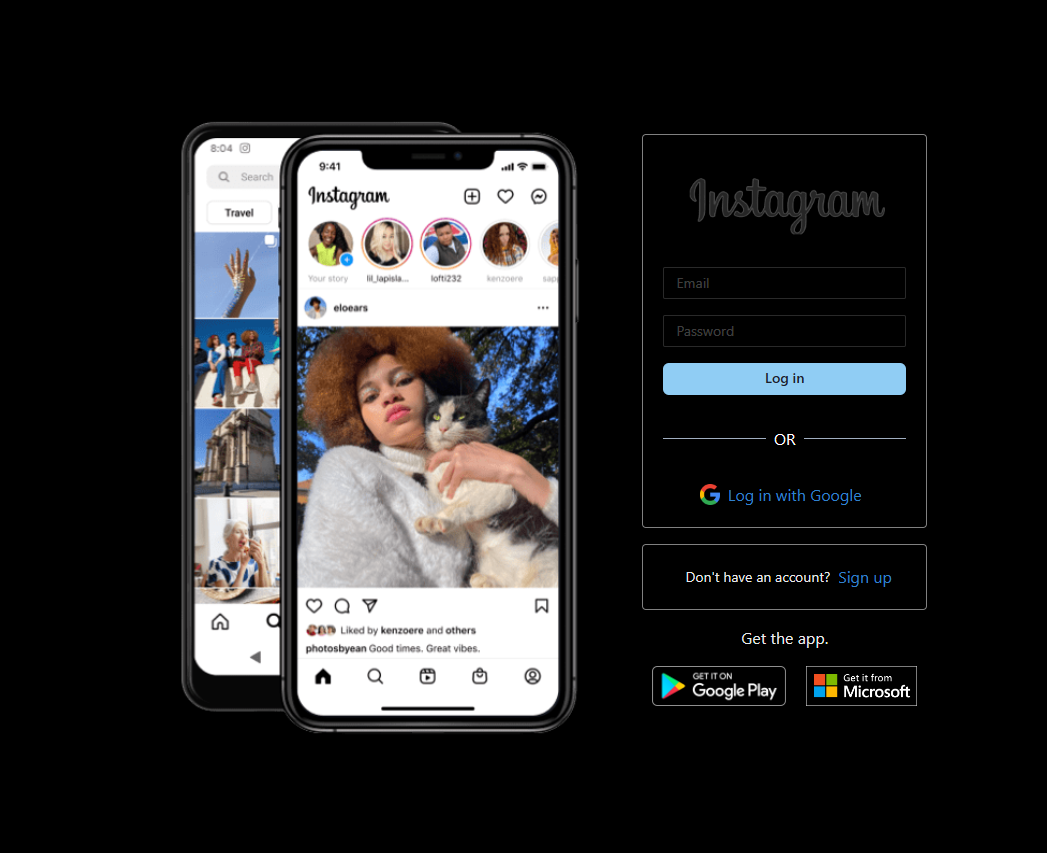 8:04
Search
Travel
9:41
Instagram
Your story
lil_lapisla...
lofti232
kenzoere
sapp
eloears
Liked by kenzoere and others
photosbyean Good times. Great vibes.
Instagram
Email
Password
Log in
OR
Log in with Google
Don't have an account? Sign up
Get the app.
GET IT ON
Google Play
Get it from
Microsoft